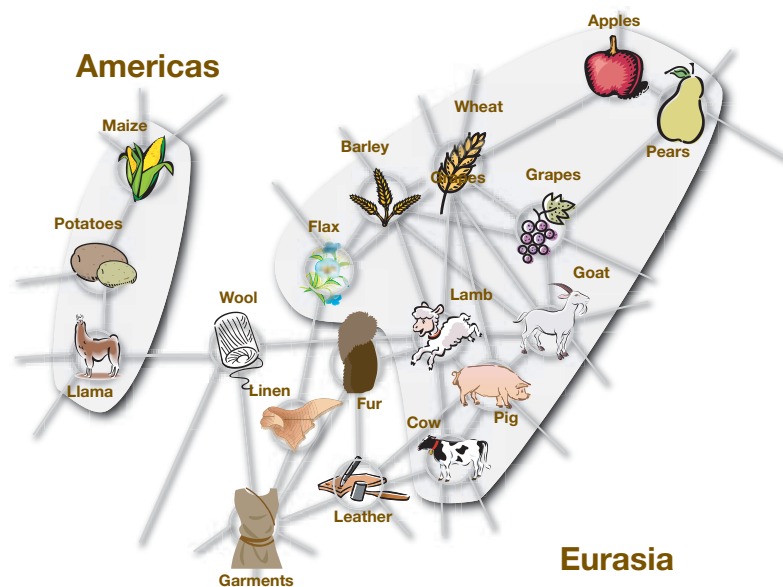 Apples
Americas
Wheat
Maize
Barley
Pears
Grapes
Grapes
Potatoes
Flax
Goat
Wool
Lamb
Llama
Linen
Fur
Pig
Cow
Leather
Eurasia
Garments